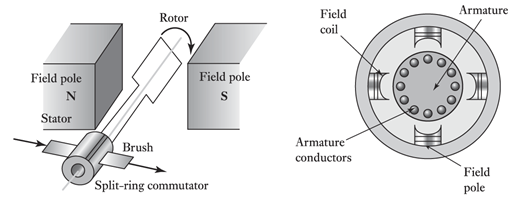 Rotor
Field pole
N
Stator
Field pole
S
Brush
Split-ring commutator
Field
coil
Armature
Armature
conductors
Field
pole